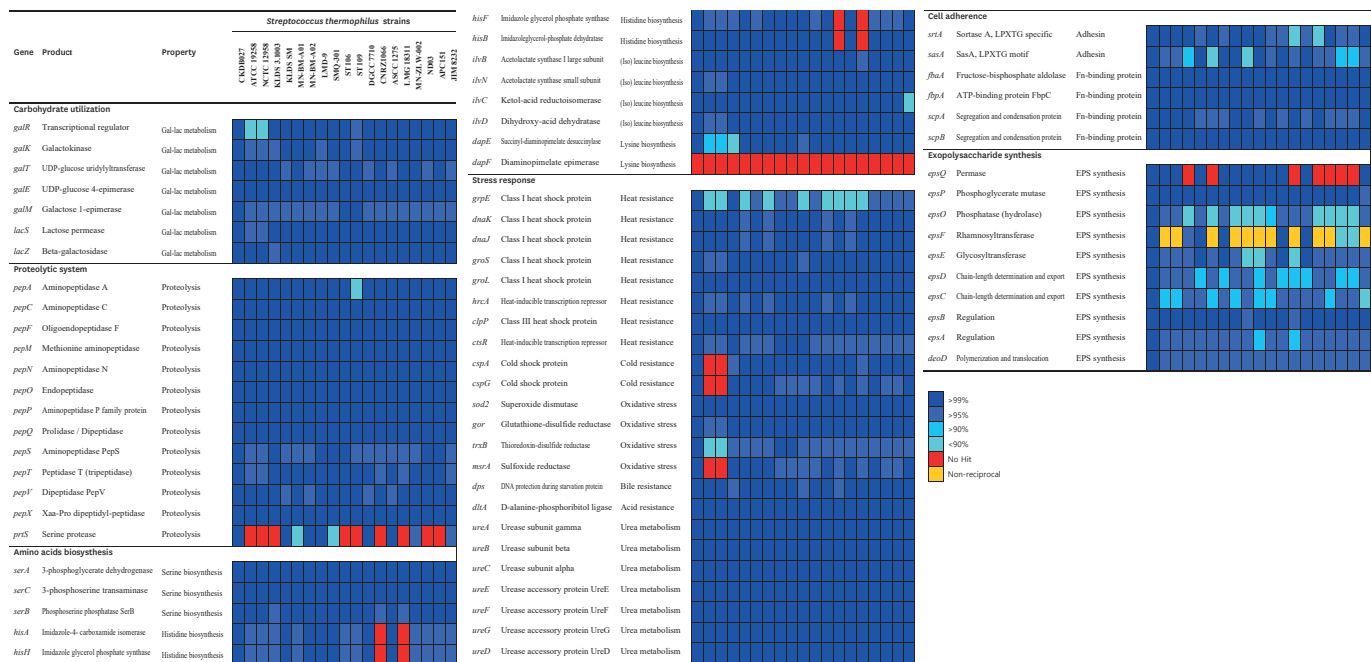 Streptococcus thermophilus strains
Gene Product Property
CKDB027
ATCC 19258
NCTC 12958
KLDS 3.1003
KLDS SM
MN-BM-A01
MN-BM-A02
LMD-9
SMQ-301
ST106
ST109
DGCC 7710
CNRZ1066
ASCC 1275
LMG 18311
MN-ZLW-002
ND03
APC151
JIM 8232
Carbohydrate utilization
galR Transcriptional regulator Gal-lac metabolism
galK Galactokinase Gal-lac metabolism
galT UDP-glucose uridylyltransferase Gal-lac metabolism
galE UDP-glucose 4-epimerase Gal-lac metabolism
galM Galactose 1-epimerase Gal-lac metabolism
lacS Lactose permease Gal-lac metabolism
lacZ Beta-galactosidase Gal-lac metabolism
Proteolytic system
pepA Aminopeptidase A Proteolysis
pepC Aminopeptidase C Proteolysis
pepF Oligoendopeptidase F Proteolysis
pepM Methionine aminopeptidase Proteolysis
pepN Aminopeptidase N Proteolysis
pepO Endopeptidase Proteolysis
pepP Aminopeptidase P family protein Proteolysis
pepQ Prolidase / Dipeptidase Proteolysis
pepS Aminopeptidase PepS Proteolysis
pepT Peptidase T (tripeptidase) Proteolysis
pepV Dipeptidase PepV Proteolysis
pepX Xaa-Pro dipeptidyl-peptidase Proteolysis
prtS Serine protease Proteolysis
Amino acids biosythesis
serA 3-phosphoglycerate dehydrogenase Serine biosynthesis
serC 3-phosphoserine transaminase Serine biosynthesis
serB Phosphoserine phosphatase SerB Serine biosynthesis
hisA Imidazole-4- carboxamide isomerase Histidine biosynthesis
hisH Imidazole glycerol phosphate synthase Histidine biosynthesis
hisF Imidazole glycerol phosphate synthase Histidine biosynthesis
hisB Imidazoleglycerol-phosphate dehydratase Histidine biosynthesis
ilvB Acetolactate synthase I large subunit (Iso) leucine biosynthesis
ilvN Acetolactate synthase small subunit (Iso) leucine biosynthesis
ilvC Ketol-acid reductoisomerase (Iso) leucine biosynthesis
ilvD Dihydroxy-acid dehydratase (Iso) leucine biosynthesis
dapE Succinyl-diaminopimelate desuccinylase Lysine biosynthesis
dapF Diaminopimelate epimerase Lysine biosynthesis
Stress response
grpE Class I heat shock protein Heat resistance
dnaK Class I heat shock protein Heat resistance
dnaJ Class I heat shock protein Heat resistance
groS Class I heat shock protein Heat resistance
groL Class I heat shock protein Heat resistance
hrcA Heat-inducible transcription repressor Heat resistance
clpP Class III heat shock protein Heat resistance
ctsR Heat-inducible transcription repressor Heat resistance
cspA Cold shock protein Cold resistance
cspG Cold shock protein Cold resistance
sod2 Superoxide dismutase Oxidative stress
gor Glutathione-disulfide reductase Oxidative stress
trxB Thioredoxin-disulfide reductase Oxidative stress
msrA Sulfoxide reductase Oxidative stress
dps DNA protection during starvation protein Bile resistance
dltA D-alanine-phosphoribitol ligase Acid resistance
ureA Urease subunit gamma Urea metabolism
ureB Urease subunit beta Urea metabolism
ureC Urease subunit alpha Urea metabolism
ureE Urease accessory protein UreE Urea metabolism
ureF Urease accessory protein UreF Urea metabolism
ureG Urease accessory protein UreG Urea metabolism
ureD Urease accessory protein UreD Urea metabolism
Cell adherence
srtA Sortase A, LPXTG specific Adhesin
sasA SasA, LPXTG motif Adhesin
fbaA Fructose-bisphosphate aldolase Fn-binding protein
fbpA ATP-binding protein FbpC Fn-binding protein
scpA Segregation and condensation protein Fn-binding protein
scpB Segregation and condensation protein Fn-binding protein
Exopolysaccharide synthesis
epsQ Permase EPS synthesis
epsP Phosphoglycerate mutase EPS synthesis
epsO Phosphatase (hydrolase) EPS synthesis
epsF Rhamnosyltransferase EPS synthesis
epsE Glycosyltransferase EPS synthesis
epsD Chain-length determination and export EPS synthesis
epsC Chain-length determination and export EPS synthesis
epsB Regulation EPS synthesis
epsA Regulation EPS synthesis
deoD Polymerization and translocation EPS synthesis
>99%
>95%
>90%
<90%
No Hit
Non-reciprocal